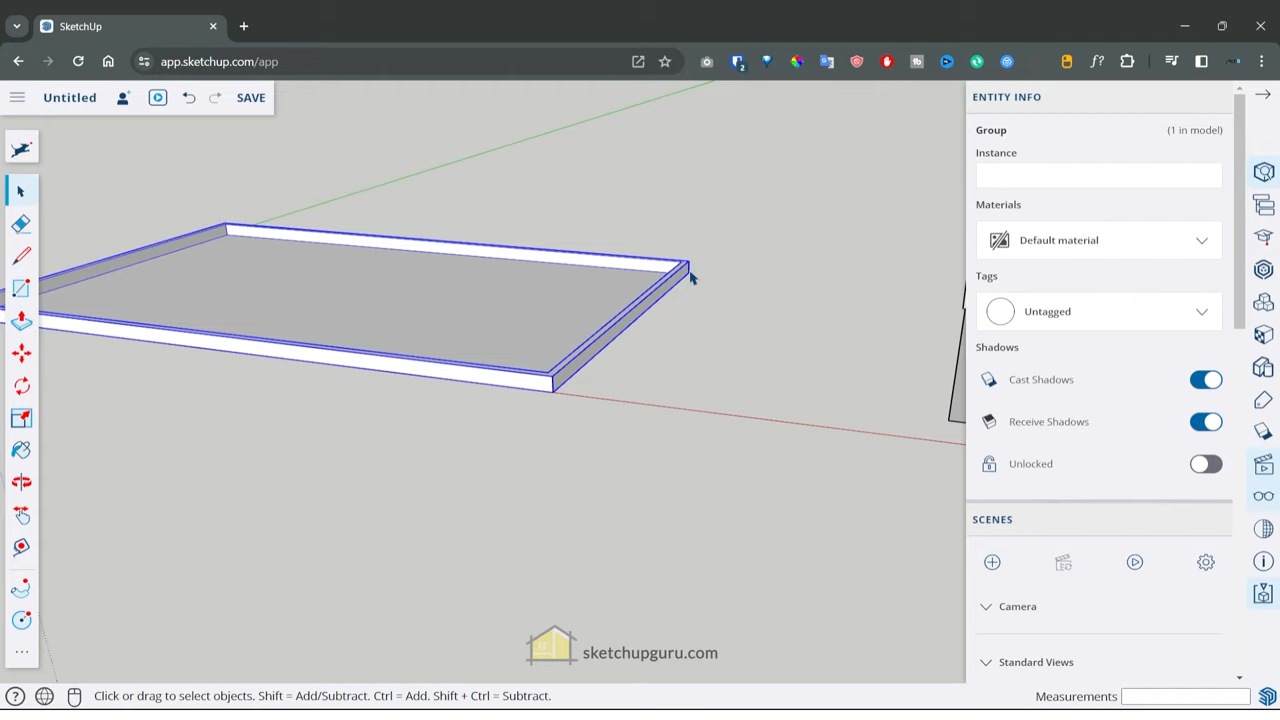 SketchUp
app.sketchup.com/app
Untitled
SAVE
ENTITY INFO
Group
(1 in model)
Instance
Materials
Default material
Tags
Untagged
Shadows
Cast Shadows
Receive Shadows
Unlocked
SCENES
Camera
Standard Views
sketchupguru.com
Click or drag to select objects. Shift = Add/Subtract. Ctrl = Add. Shift + Ctrl = Subtract.
Measurements